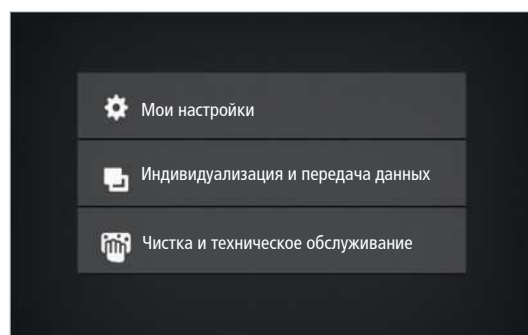 Мои настройки
Индивидуализация и передача данных
Чистка и техническое обслуживание